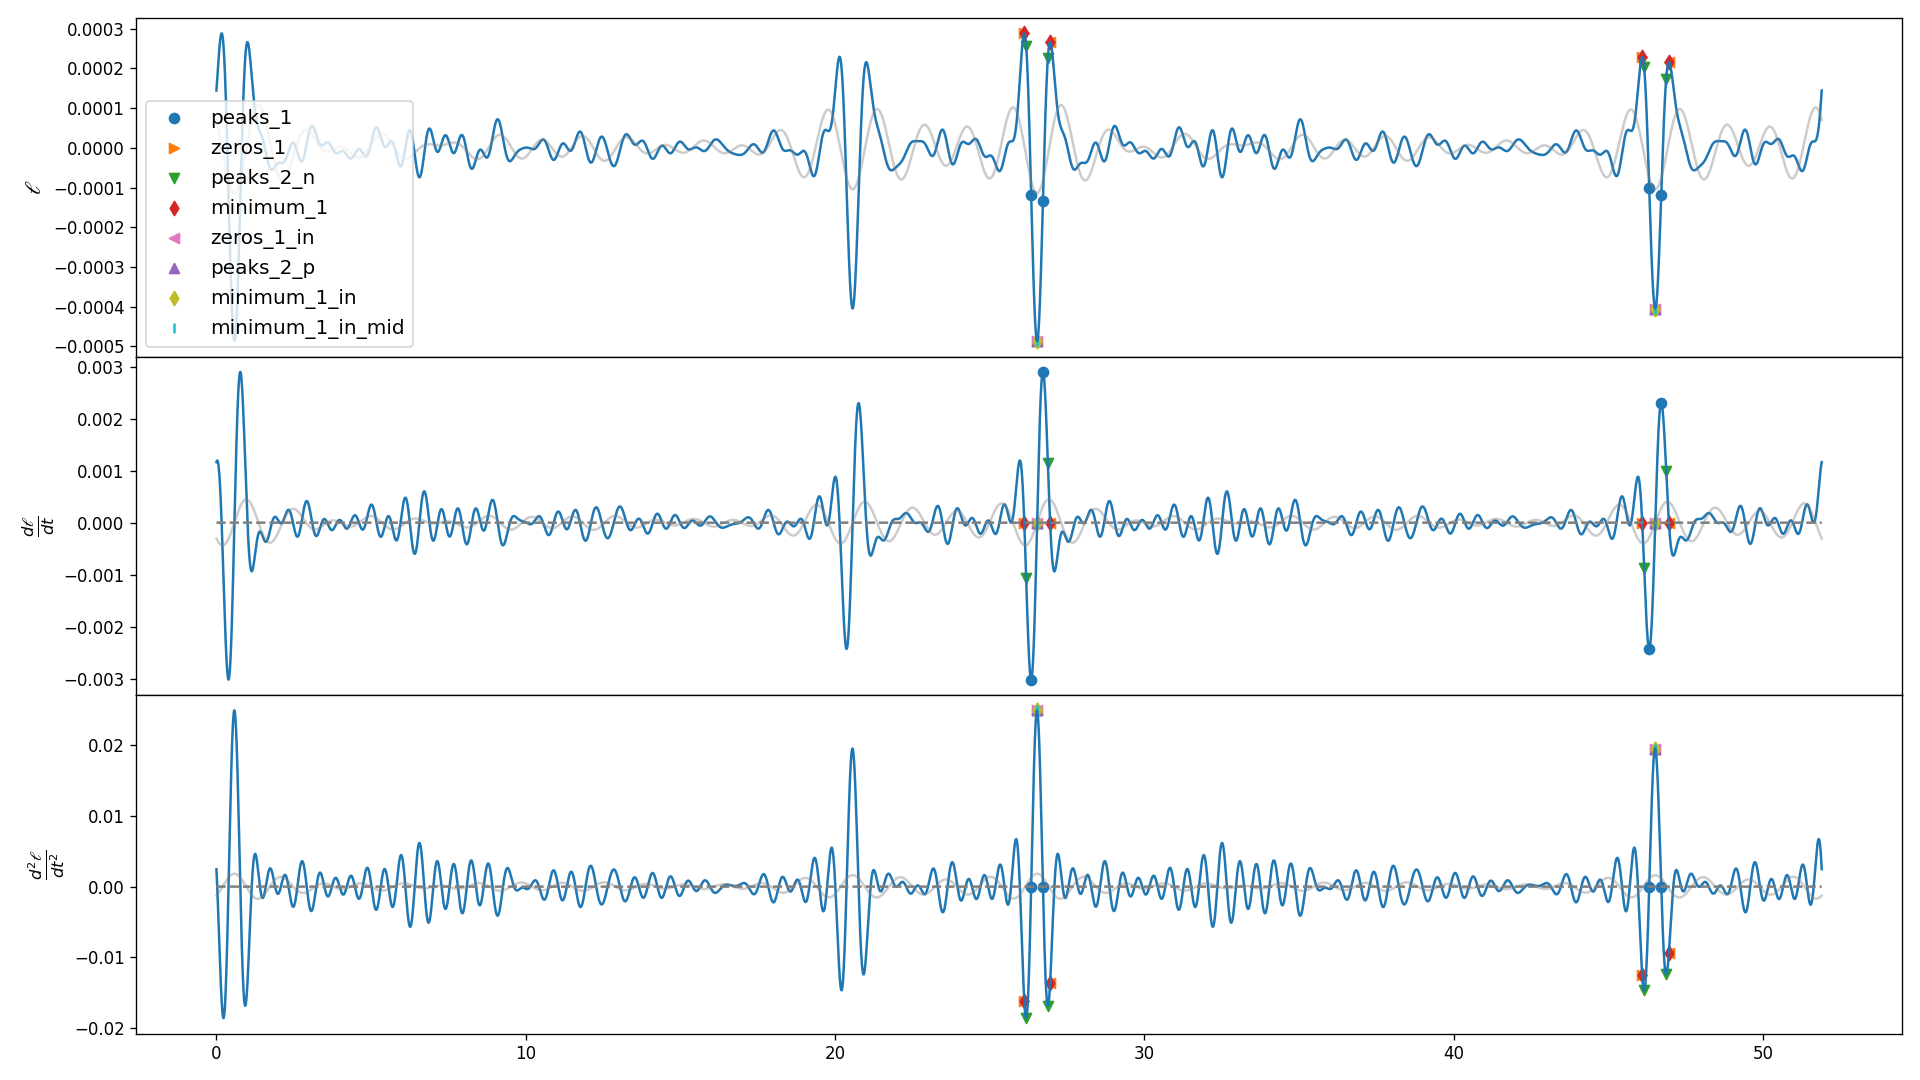 0.0003
0.0002
0.0001
0.0000
−0.0001
−0.0002
−0.0003
−0.0004
−0.0005
ℓ
peaks_1
zeros_1
peaks_2_n
minimum_1
zeros_1_in
peaks_2_p
minimum_1_in
minimum_1_in_mid
0.003
0.002
0.001
0.000
−0.001
−0.002
−0.003
dℓ
dt
0.02
0.01
0.00
−0.01
−0.02
d²ℓ
dt²
0 10 20 30 40 50